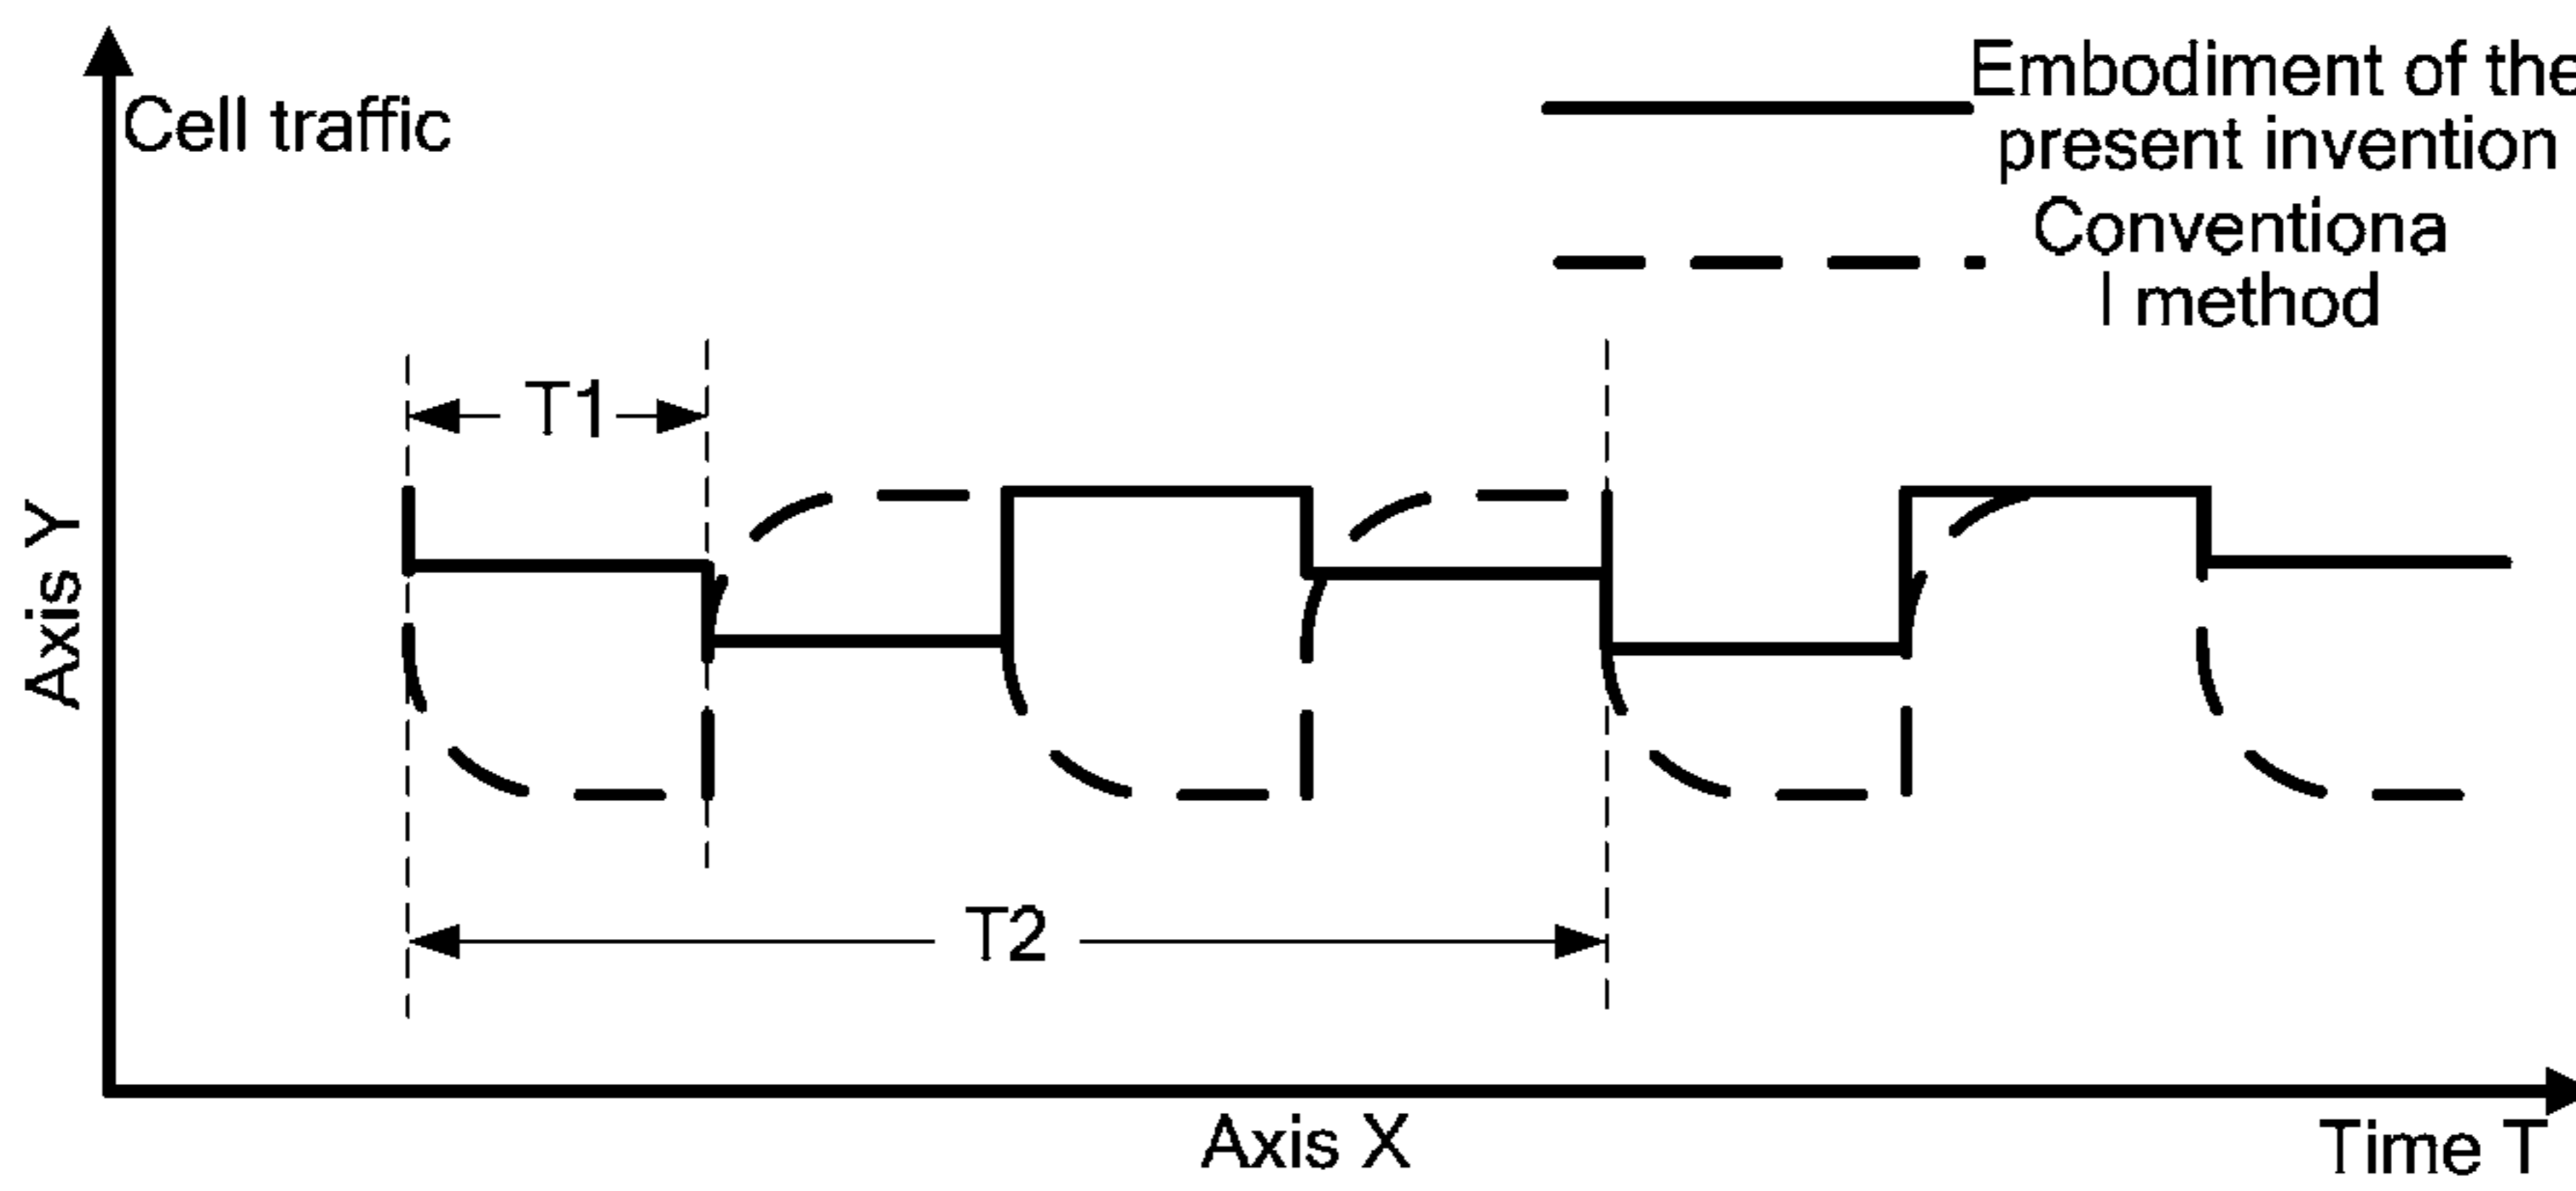 Cell traffic
Embodiment of the
present invention
Conventiona
l method
T1
Axis Y
T2
Axis X
Time T